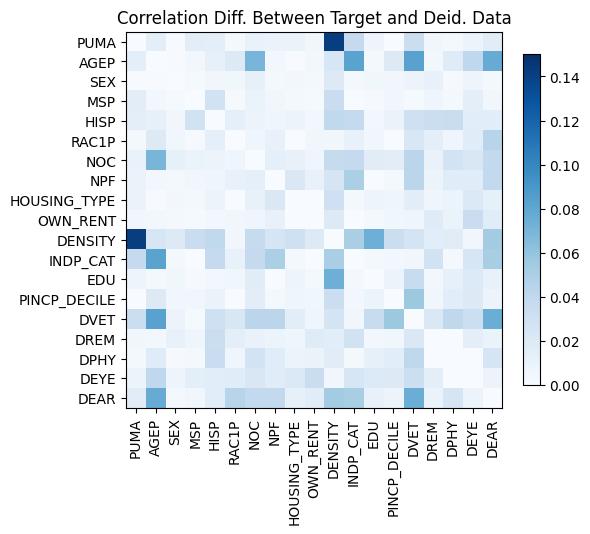 Correlation Diff. Between Target and Deid. Data
PUMA
AGEP
SEX
MSP
HISP
RAC1P
NOC
NPF
HOUSING_TYPE
OWN_RENT
DENSITY
INDP_CAT
EDU
PINCP_DECILE
DVET
DREM
DPHY
DEYE
DEAR
PUMA
AGEP
SEX
MSP
HISP
RAC1P
NOC
NPF
HOUSING_TYPE
OWN_RENT
DENSITY
INDP_CAT
EDU
PINCP_DECILE
DVET
DREM
DPHY
DEYE
DEAR
0.14
0.12
0.10
0.08
0.06
0.04
0.02
0.00